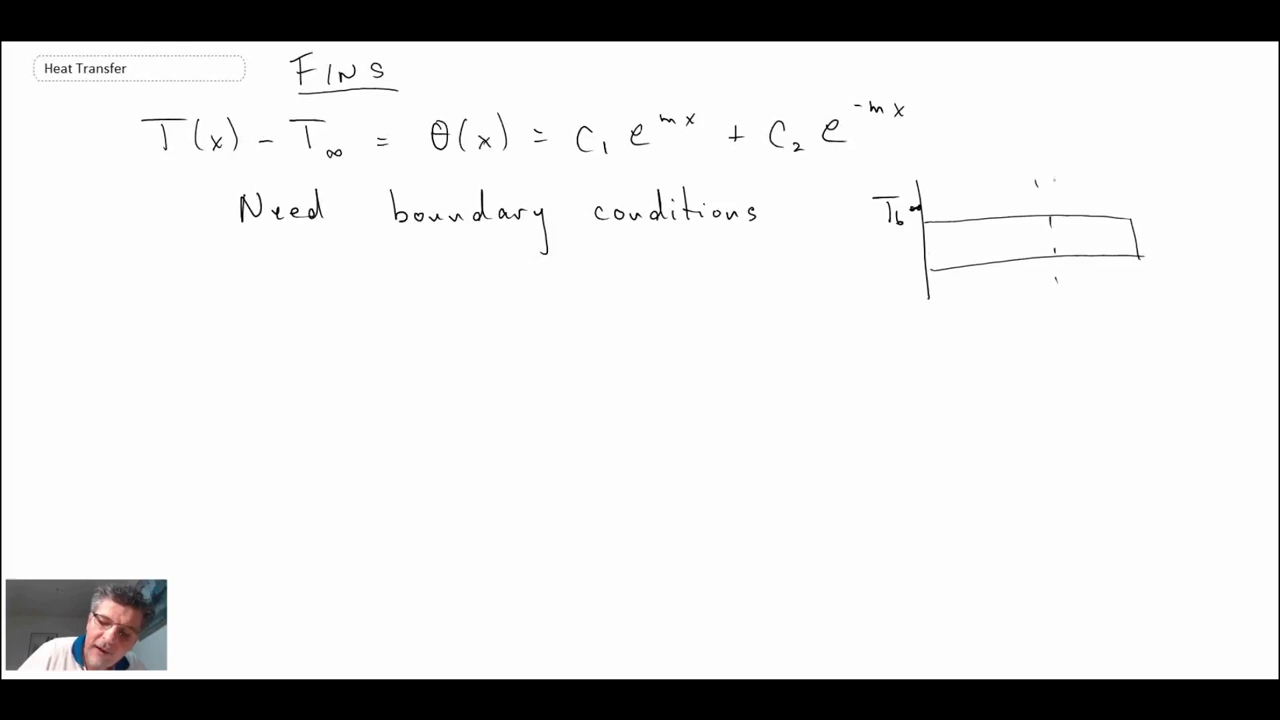 Heat Transfer
FINS
T(x) - T∞ = θ(x) = C₁ e^{mx} + C₂ e^{-mx}
Need boundary conditions
T_b